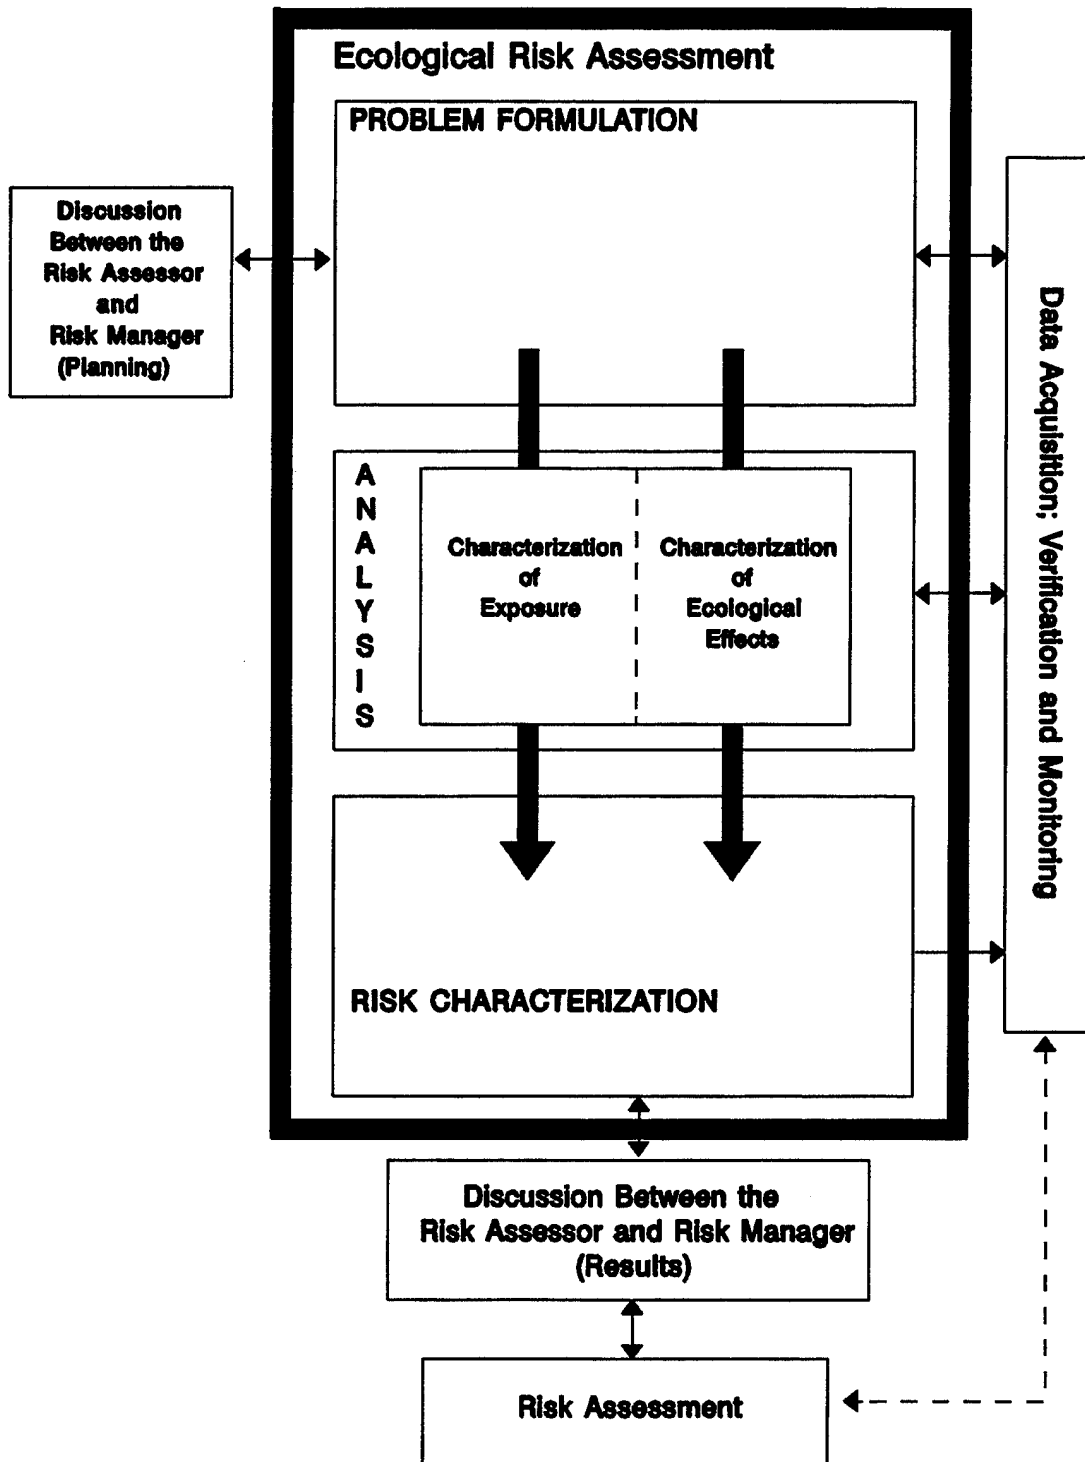 Ecological Risk Assessment
PROBLEM FORMULATION
Discussion
Between the
Risk Assessor
and
Risk Manager
(Planning)
Data Acquisition; Verification and Monitoring
ANALYSIS
Characterization
of
Exposure
Characterization
of
Ecological
Effects
RISK CHARACTERIZATION
Discussion Between the
Risk Assessor and Risk Manager
(Results)
Risk Assessment